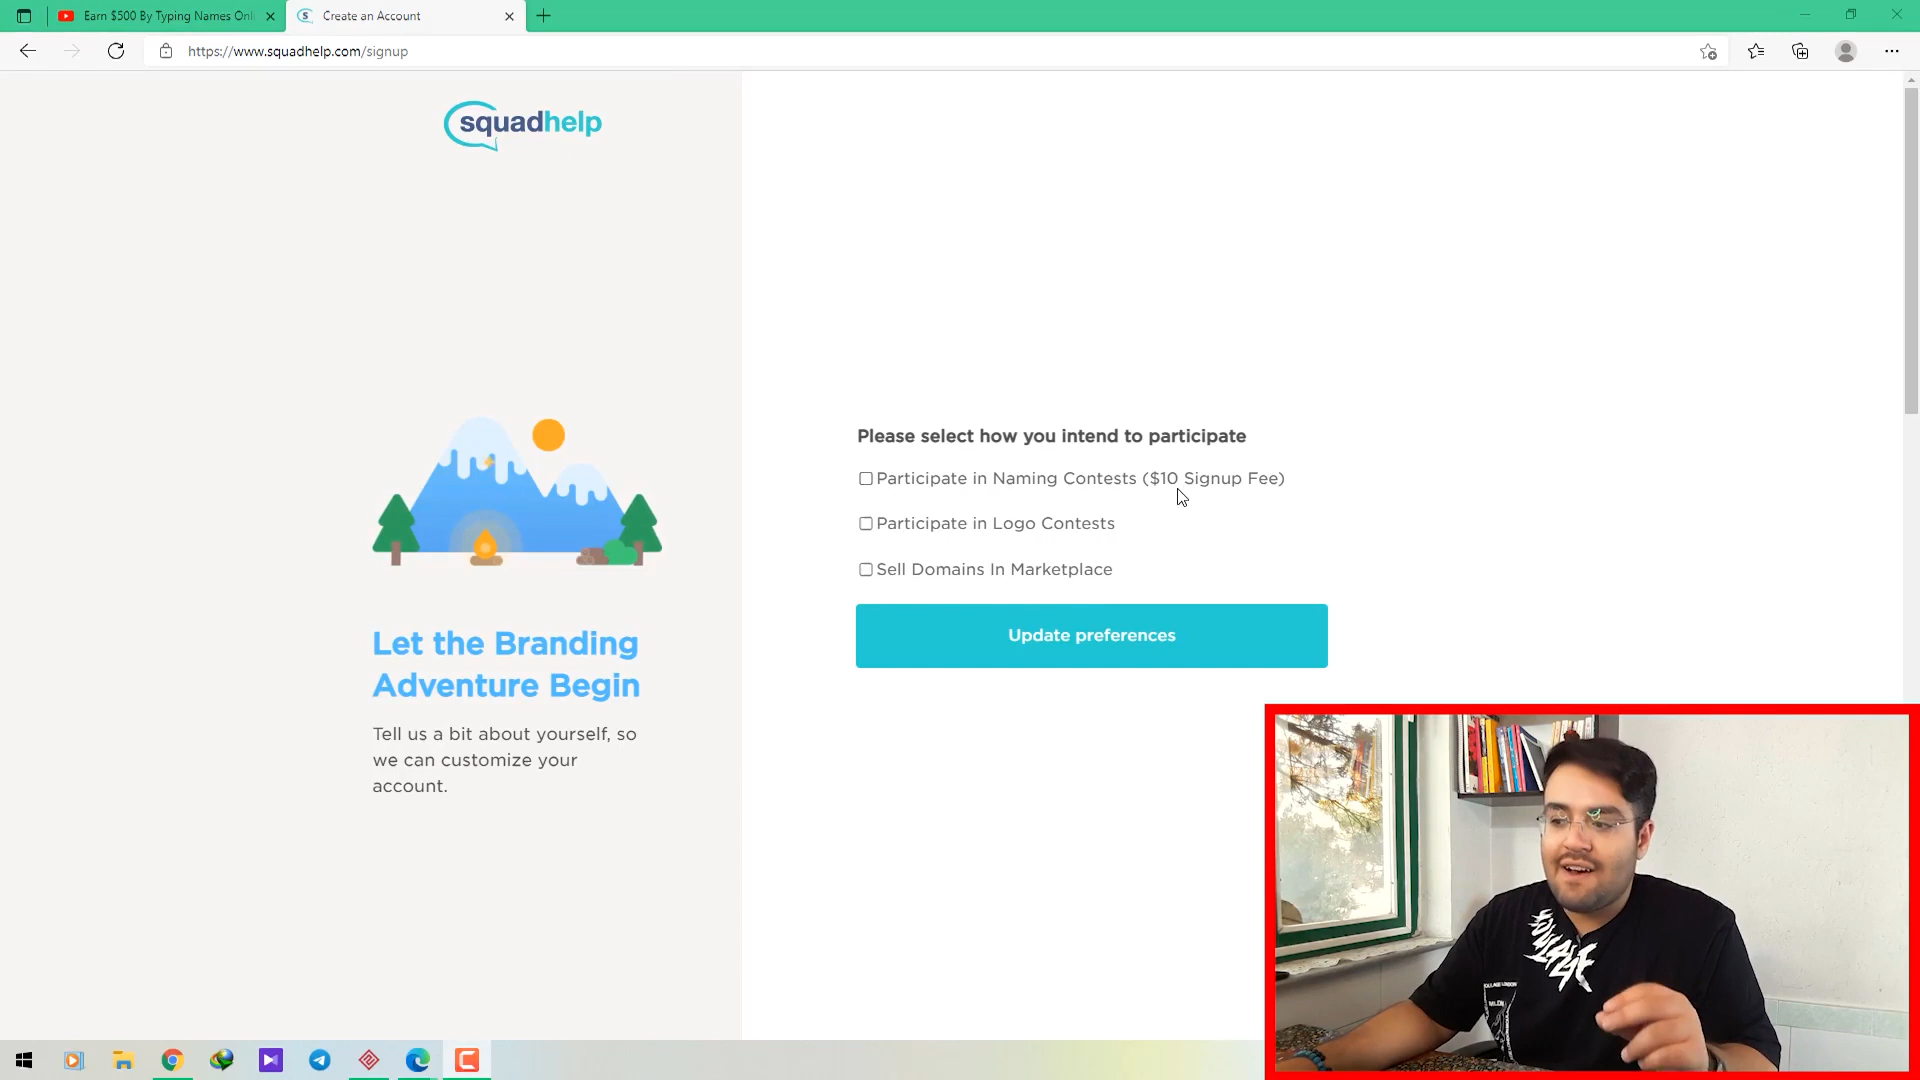 Earn $500 By Typing Names Onl
Create an Account
https://www.squadhelp.com/signup
squadhelp
Please select how you intend to participate
Participate in Naming Contests ($10 Signup Fee)
Participate in Logo Contests
Sell Domains In Marketplace
Update preferences
Let the Branding
Adventure Begin
Tell us a bit about yourself, so
we can customize your
account.